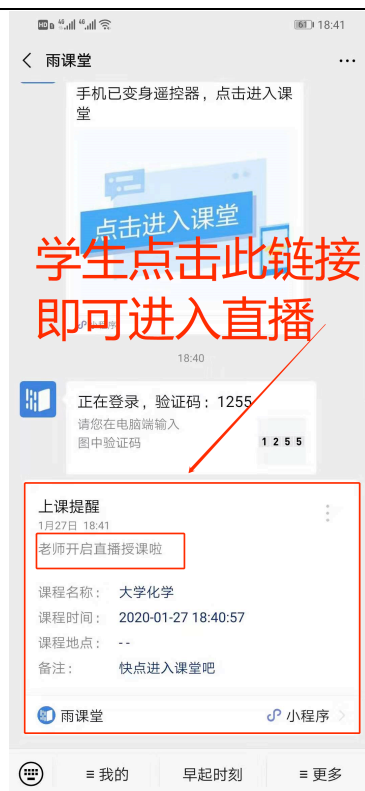 HD 4G 4G 61 18:41
雨课堂
手机已变身遥控器，点击进入课
堂
点击进入课堂
学生点击此链接
即可进入直播
小程序
18:40
正在登录，验证码：1255
请您在电脑端输入
图中验证码
1 2 5 5
上课提醒
1月27日 18:41
老师开启直播授课啦
课程名称： 大学化学
课程时间： 2020-01-27 18:40:57
课程地点： --
备注： 快点进入课堂吧
雨课堂 小程序
我的 早起时刻 更多